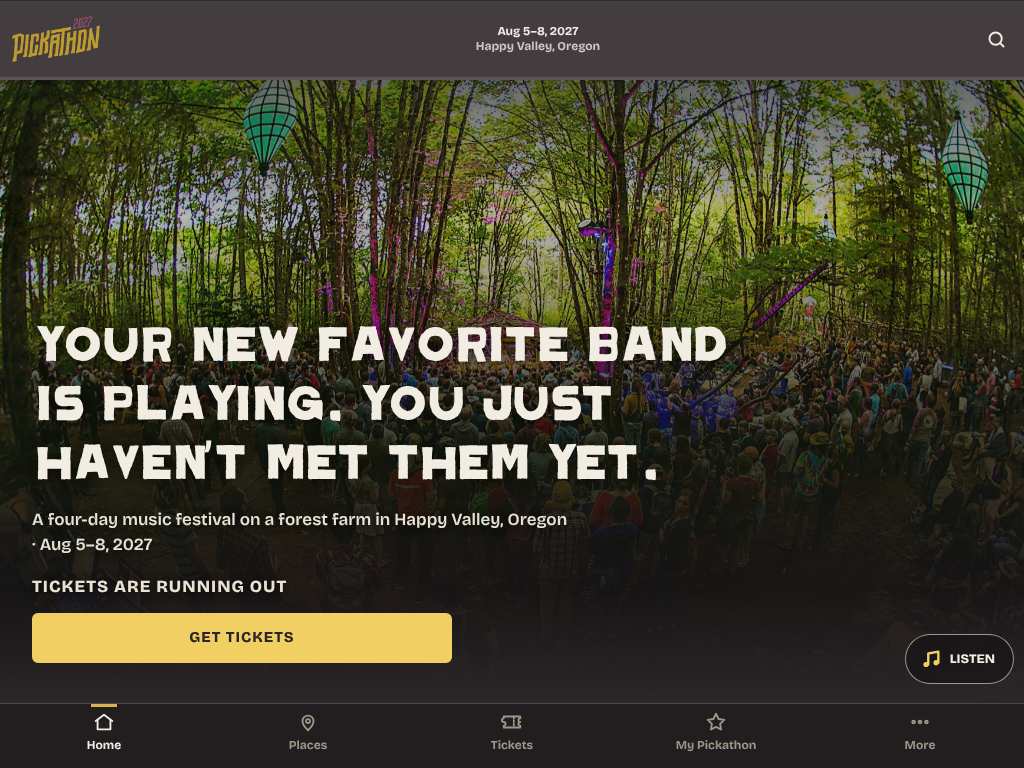 2027
PICKATHON
Aug 5–8, 2027
Happy Valley, Oregon
YOUR NEW FAVORITE BAND
IS PLAYING. YOU JUST
HAVEN'T MET THEM YET.
A four-day music festival on a forest farm in Happy Valley, Oregon
· Aug 5–8, 2027
TICKETS ARE RUNNING OUT
GET TICKETS
LISTEN
Home
Places
Tickets
My Pickathon
More